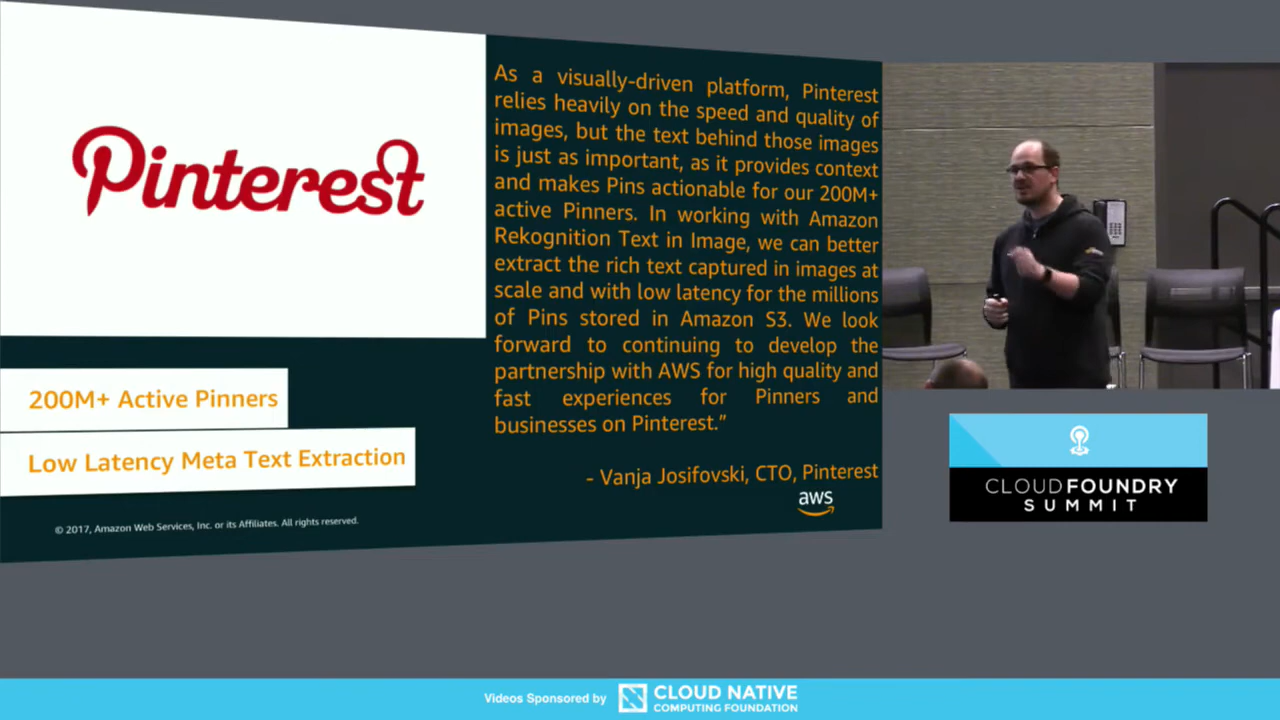 Pinterest
As a visually-driven platform, Pinterest
relies heavily on the speed and quality of
images, but the text behind those images
is just as important, as it provides context
and makes Pins actionable for our 200M+
active Pinners. In working with Amazon
Rekognition Text in Image, we can better
extract the rich text captured in images at
scale and with low latency for the millions
of Pins stored in Amazon S3. We look
forward to continuing to develop the
partnership with AWS for high quality and
fast experiences for Pinners and
businesses on Pinterest.”
- Vanja Josifovski, CTO, Pinterest
aws
200M+ Active Pinners
Low Latency Meta Text Extraction
© 2017, Amazon Web Services, Inc. or its Affiliates. All rights reserved.
CLOUDFOUNDRY
SUMMIT
Videos Sponsored by
CLOUD NATIVE
COMPUTING FOUNDATION